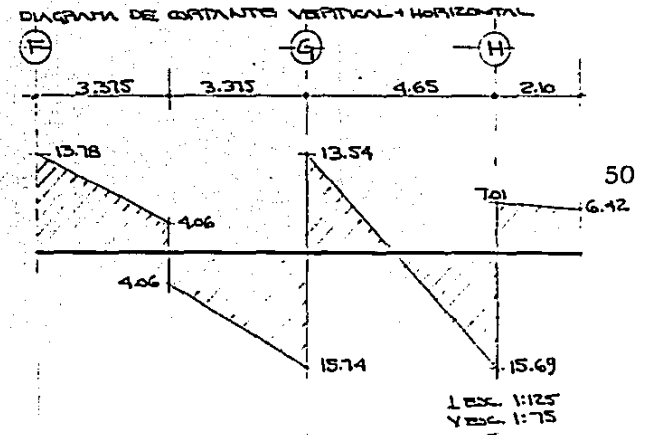 DIAGRAMA DE CORTANTE VERTICAL + HORIZONTAL
F G H
3.375 3.375 4.65 2.10
13.78 13.54
50
7.01 6.42
4.06
4.06
15.74 15.69
L ESC. 1:125
V ESC. 1:75